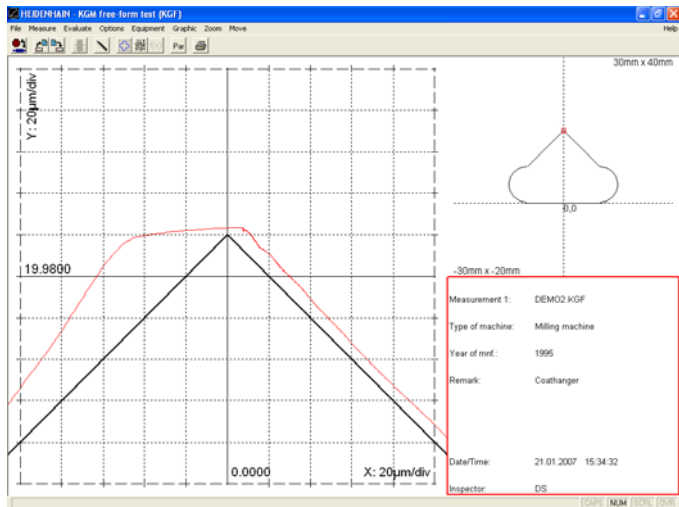 HEIDENHAIN - KGM free-form test (KGF)
File Measure Evaluate Options Equipment Graphic Zoom Move Help
Par
30mm x 40mm
Y: 20µm/div
0,0
19.9800
-30mm x -20mm
Measurement 1: DEMO2.KGF
Type of machine: Milling machine
Year of mnf.: 1995
Remark: Coathanger
0.0000 X: 20µm/div
Date/Time: 21.01.2007 15:34:32
Inspector: DS
CAPS NUM SCRL OVR